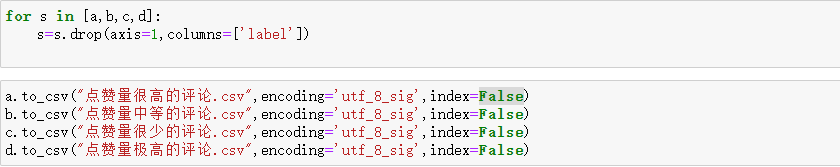 for s in [a,b,c,d]:
    s=s.drop(axis=1,columns=['label'])
a.to_csv("点赞量很高的评论.csv",encoding='utf_8_sig',index=False)
b.to_csv("点赞量中等的评论.csv",encoding='utf_8_sig',index=False)
c.to_csv("点赞量很少的评论.csv",encoding='utf_8_sig',index=False)
d.to_csv("点赞量极高的评论.csv",encoding='utf_8_sig',index=False)